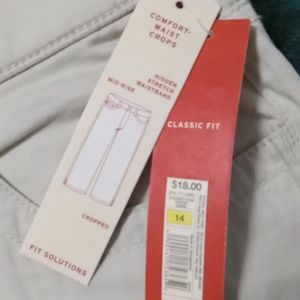 COMFORT-
WAIST
CROPS
MID-RISE
HIDDEN
STRETCH
WAISTBAND
CROPPED
FIT SOLUTIONS
CLASSIC FIT
$18.00
14